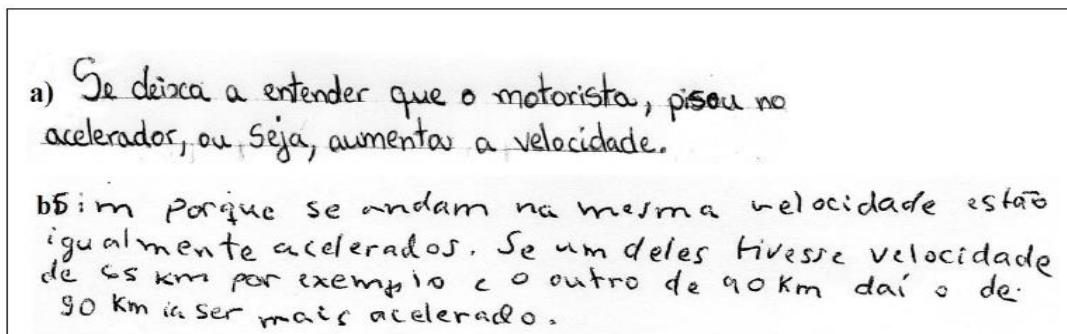 a) Se deixa a entender que o motorista, pisou no
acelerador, ou seja, aumentar a velocidade.
b) Sim porque se andam na mesma velocidade estão
igualmente acelerados. Se um deles tivesse velocidade
de 65 km por exemplo e o outro de 90 Km daí o de
90 km ia ser mais acelerado.